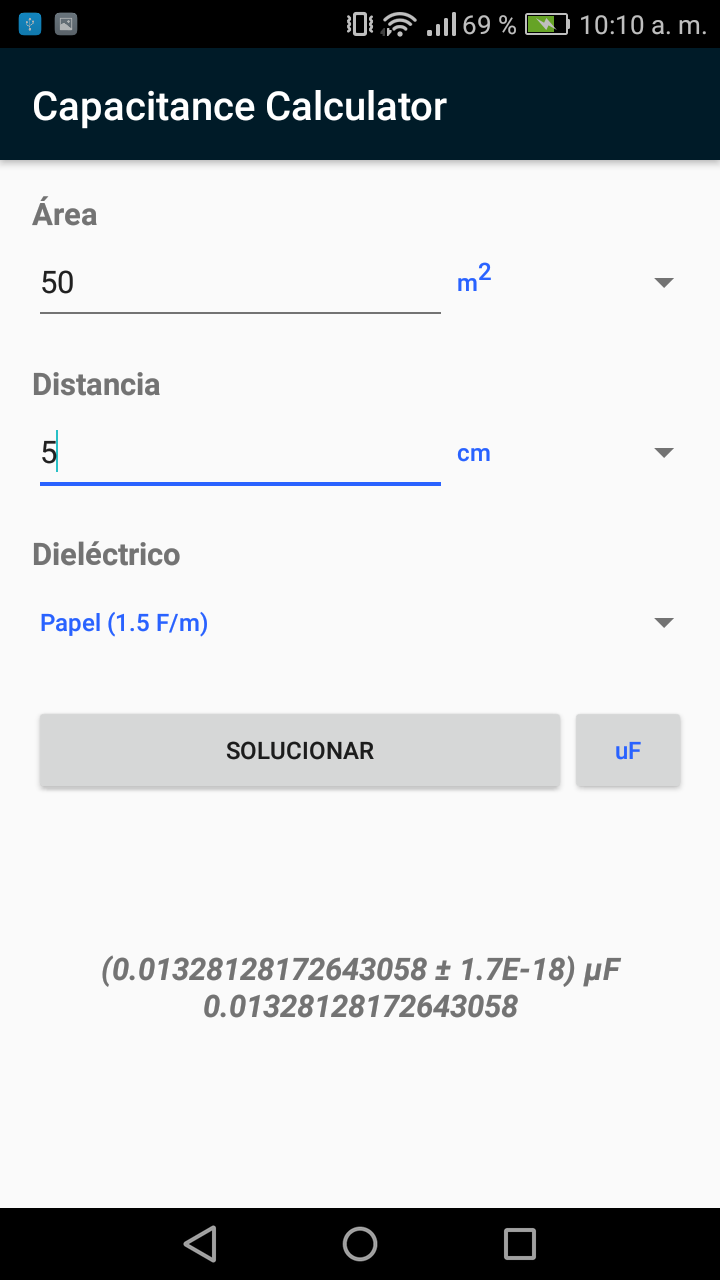 69 % 10:10 a. m.
Capacitance Calculator
Área
50 m²
Distancia
5 cm
Dieléctrico
Papel (1.5 F/m)
SOLUCIONAR uF
(0.01328128172643058 ± 1.7E-18) µF
0.01328128172643058